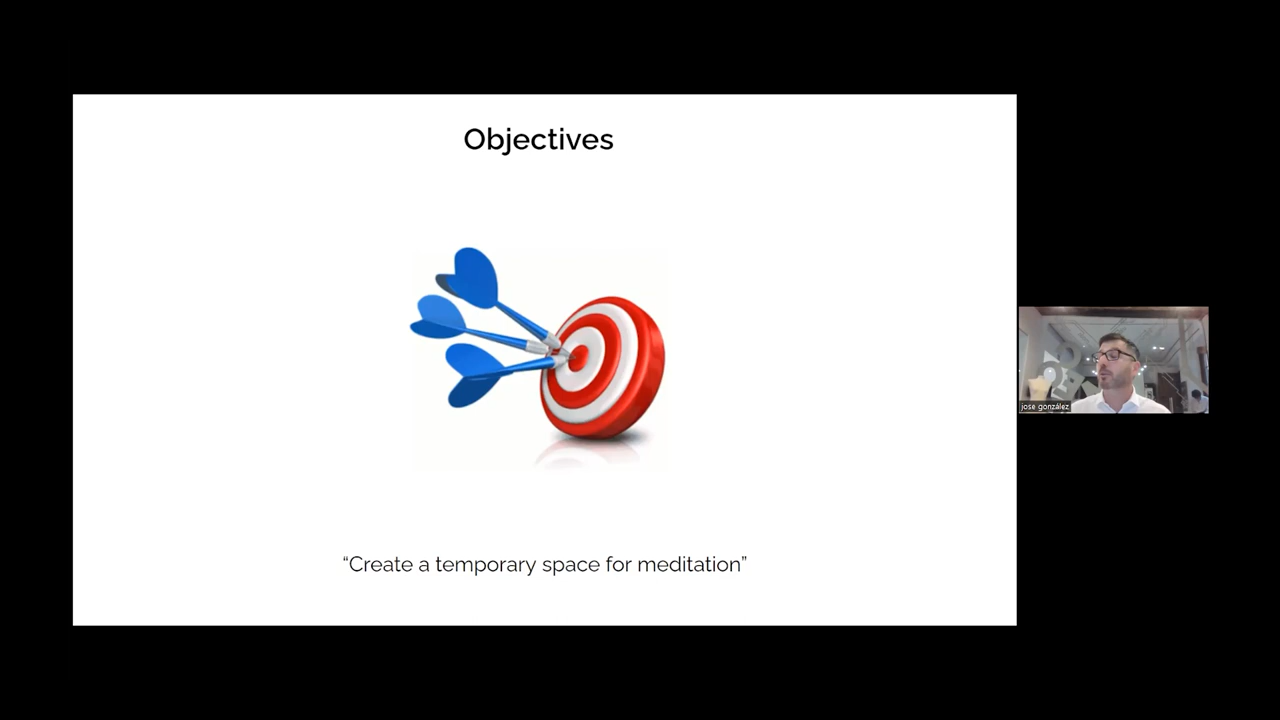 Objectives
“Create a temporary space for meditation”
jose gonzález